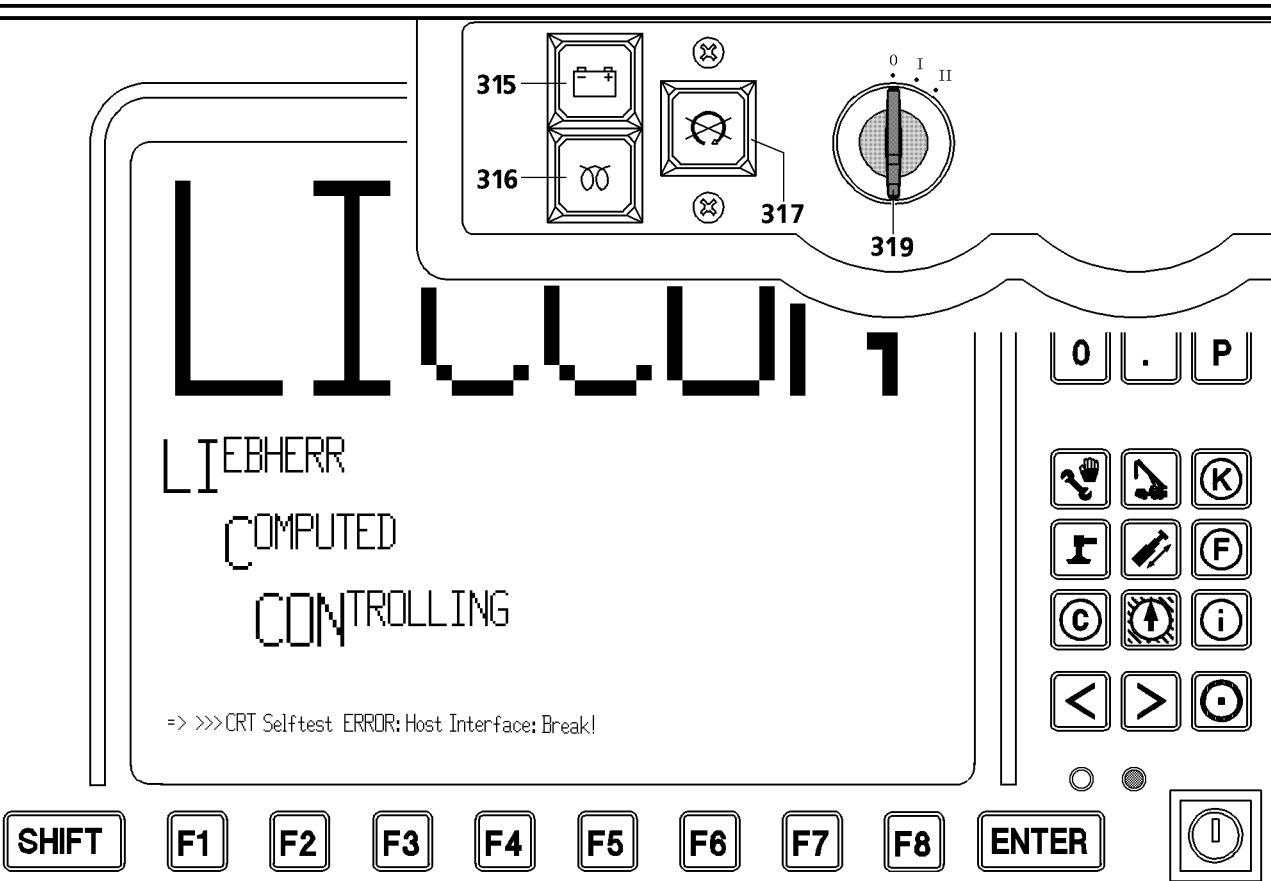 0 I II
315
316
317
319
LICCON
LIEBHERR
COMPUTED
CONTROLLING
=> >>>CRT Selftest ERROR: Host Interface: Break!
0 . P
K
F
C i
< >
SHIFT F1 F2 F3 F4 F5 F6 F7 F8 ENTER